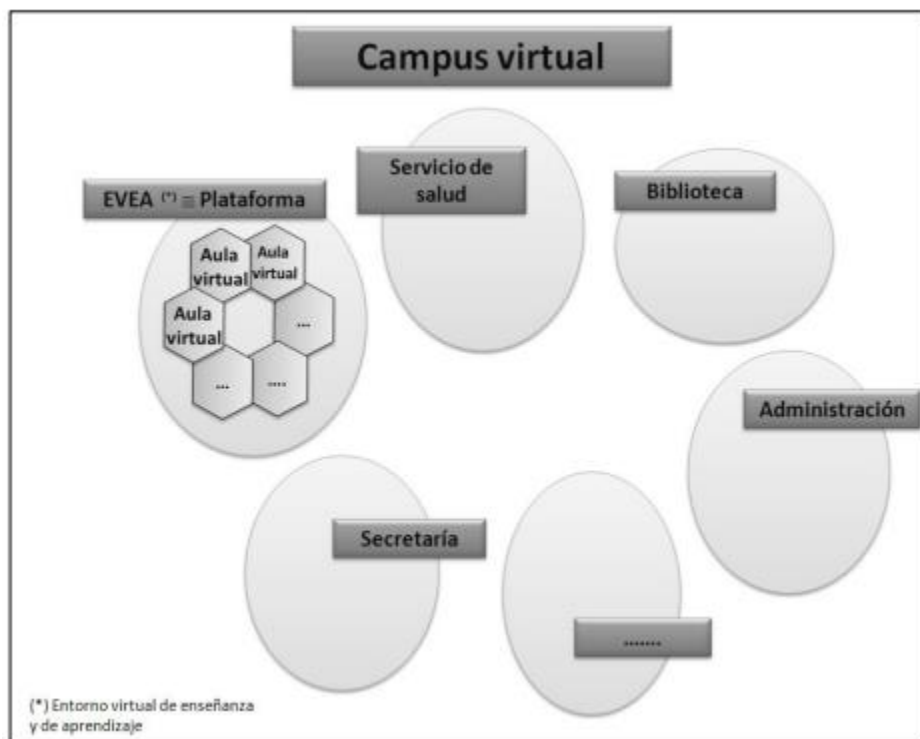 Campus virtual
Servicio de
salud
Biblioteca
EVEA (*) ≡ Plataforma
Aula
virtual
Aula
virtual
Aula
virtual
...
...
....
Administración
Secretaría
.......
(*) Entorno virtual de enseñanza
y de aprendizaje